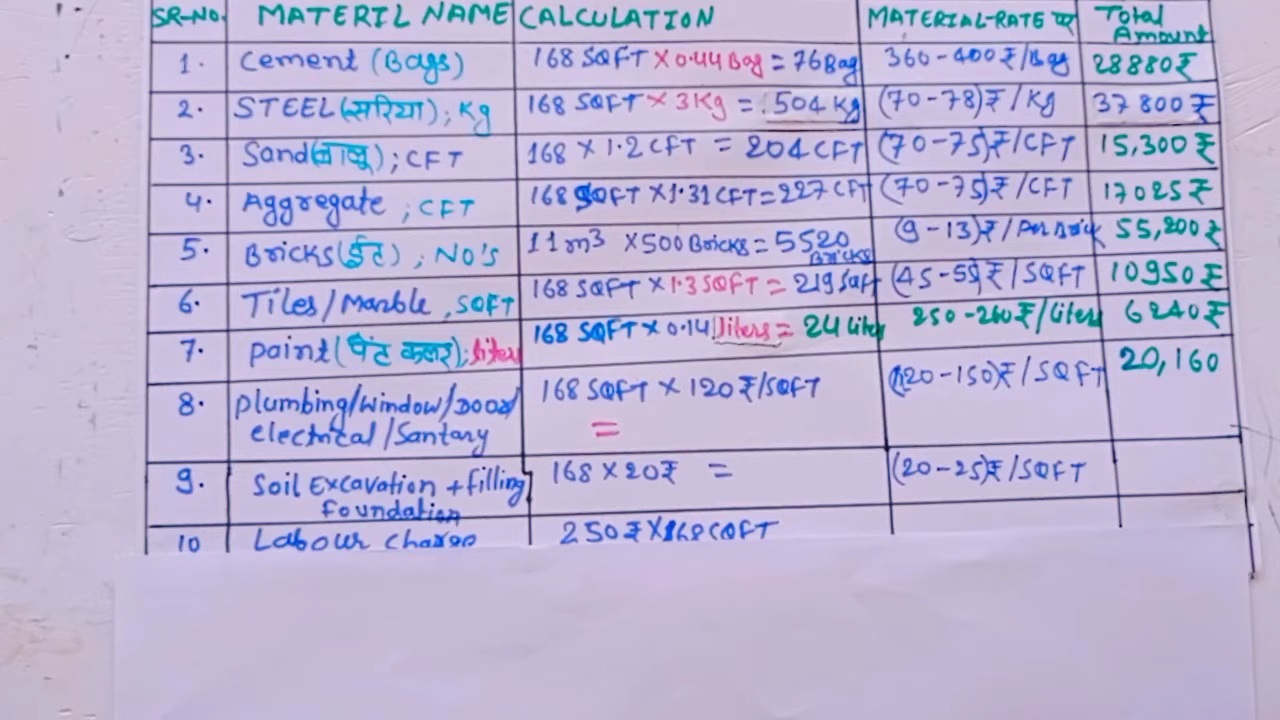 SR-NO. MATERIL NAME CALCULATION MATERIAL-RATE Total Amount
1. Cement (Bags) 168 SQFT × 0.44 Bag = 76 Bag 360-400₹/Bag 28880₹
2. STEEL(सरिया); Kg 168 SQFT × 3Kg = 504 Kg (70-78)₹/Kg 37800₹
3. Sand(बालू); CFT 168 × 1.2 CFT = 204 CFT (70-75)₹/CFT 15,300₹
4. Aggregate ; CFT 168 SQFT × 1.31 CFT = 227 CFT (70-75)₹/CFT 17025₹
5. Bricks(ईंट) ; NO'S 11m³ × 500 Bricks = 5520 Bricks (9-13)₹/Per Brick 55,200₹
6. Tiles/Marble, SQFT 168 SQFT × 1.3 SQFT = 219 Sqft (45-55)₹/SQFT 10950₹
7. paint(पेंट कलर); liters 168 SQFT × 0.14 liters = 24 liter 250-260₹/liters 6240₹
8. Plumbing/window/Door/ 168 SQFT × 120₹/SQFT (120-150)₹/SQFT 20,160
electrical/Santary =
9. Soil Excavation + filling 168 × 20₹ = (20-25)₹/SQFT
foundation
10 Labour 250₹ × 168 SQFT